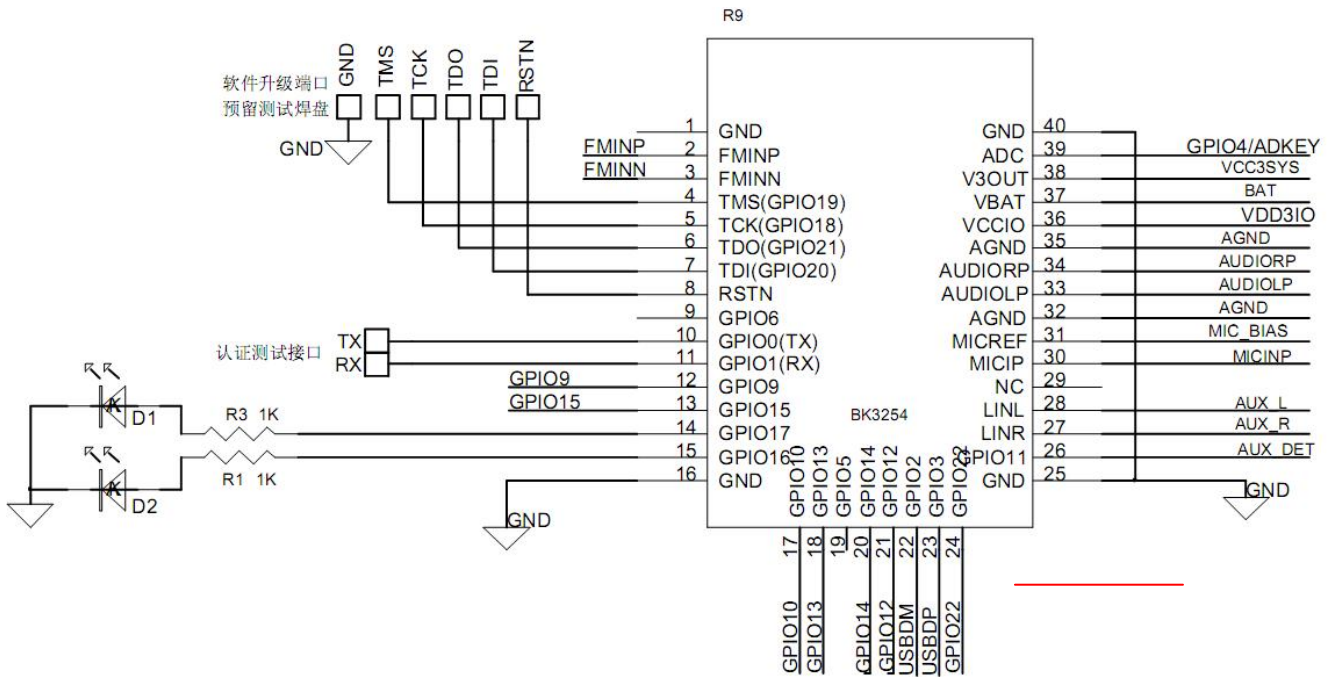 R9
软件升级端口
预留测试焊盘
GND
TMS
TCK
TDO
TDI
RSTN
GND
1 GND
FMINP 2 FMINP
FMINN 3 FMINN
4 TMS(GPIO19)
5 TCK(GPIO18)
6 TDO(GPIO21)
7 TDI(GPIO20)
8 RSTN
9 GPIO6
TX 10 GPIO0(TX)
认证测试接口
RX 11 GPIO1(RX)
GPIO9 12 GPIO9
GPIO15 13 GPIO15
D1 R3 1K 14 GPIO17
15 GPIO16
D2 R1 1K
16 GND
GND
GND 40
ADC 39 GPIO4/ADKEY
V3OUT 38 VCC3SYS
VBAT 37 BAT
VCCIO 36 VDD3IO
AGND 35 AGND
AUDIORP 34 AUDIORP
AUDIOLP 33 AUDIOLP
AGND 32 AGND
MICREF 31 MIC_BIAS
MICIP 30 MICINP
NC 29
LINL 28 AUX_L
LINR 27 AUX_R
GPIO11 26 AUX_DET
GND 25
GND
BK3254
GPIO10 17 GPIO10
GPIO13 18 GPIO13
GPIO5 19
GPIO14 20 GPIO14
GPIO12 21 GPIO12
GPIO2 22 USBDM
GPIO3 23 USBDP
GPIO22 24 GPIO22